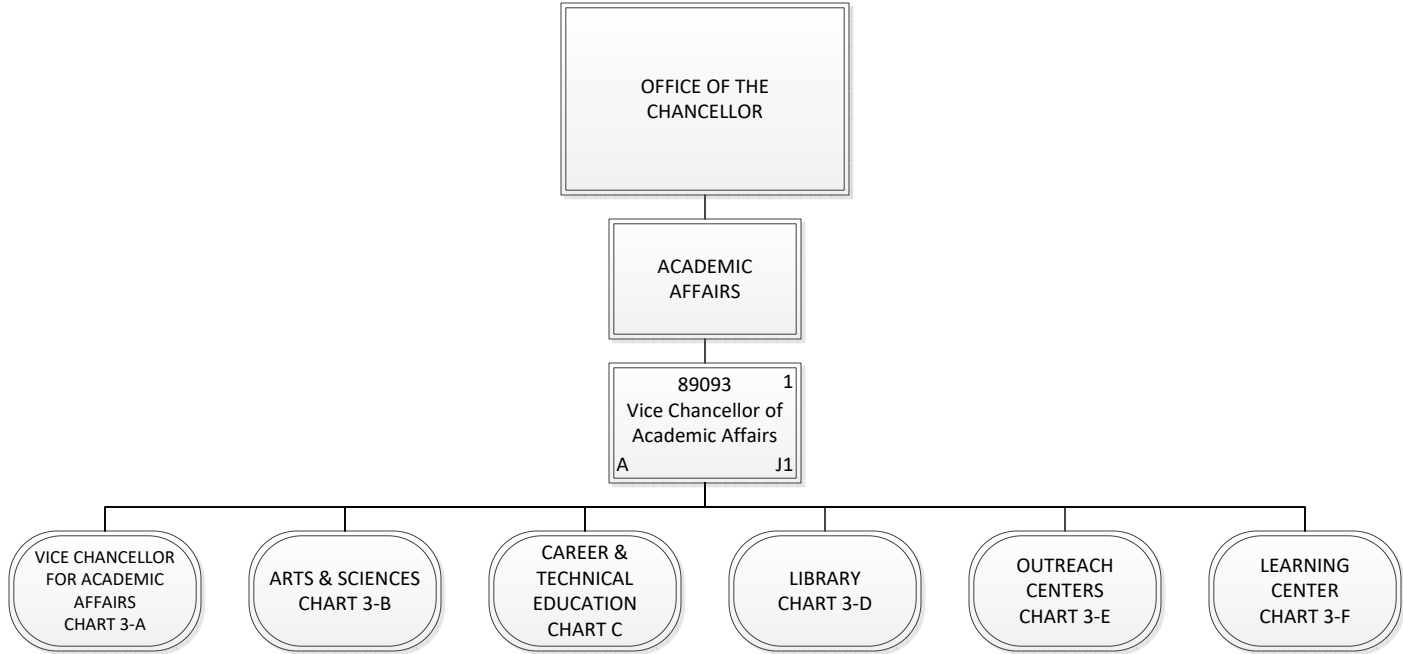 OFFICE OF THE
CHANCELLOR
ACADEMIC
AFFAIRS
89093 1
Vice Chancellor of
Academic Affairs
A J1
VICE CHANCELLOR
FOR ACADEMIC
AFFAIRS
CHART 3-A
ARTS & SCIENCES
CHART 3-B
CAREER &
TECHNICAL
EDUCATION
CHART C
LIBRARY
CHART 3-D
OUTREACH
CENTERS
CHART 3-E
LEARNING
CENTER
CHART 3-F